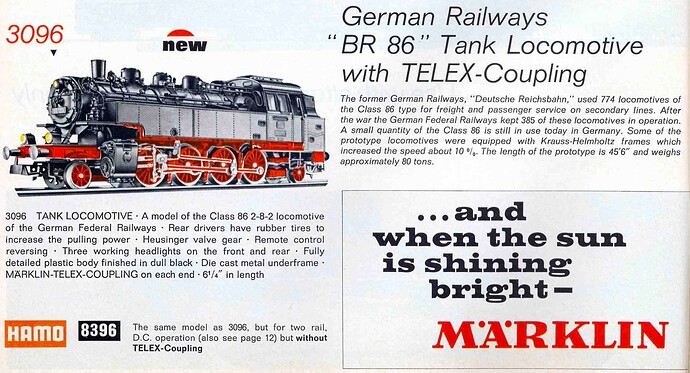 3096
new
German Railways
“BR 86” Tank Locomotive
with TELEX-Coupling
The former German Railways, "Deutsche Reichsbahn," used 774 locomotives of
the Class 86 type for freight and passenger service on secondary lines. After
the war the German Federal Railways kept 385 of these locomotives in operation.
A small quantity of the Class 86 is still in use today in Germany. Some of the
prototype locomotives were equipped with Krauss-Helmholtz frames which
increased the speed about 10 %. The length of the prototype is 45'6" and weighs
approximately 80 tons.
3096 TANK LOCOMOTIVE · A model of the Class 86 2-8-2 locomotive
of the German Federal Railways · Rear drivers have rubber tires to
increase the pulling power · Heusinger valve gear · Remote control
reversing · Three working headlights on the front and rear · Fully
detailed plastic body finished in dull black · Die cast metal underframe ·
MÄRKLIN-TELEX-COUPLING on each end · 6¼" in length
HAMO 8396
The same model as 3096, but for two rail,
D.C. operation (also see page 12) but without
TELEX-Coupling
...and
when the sun
is shining
bright–
MÄRKLIN